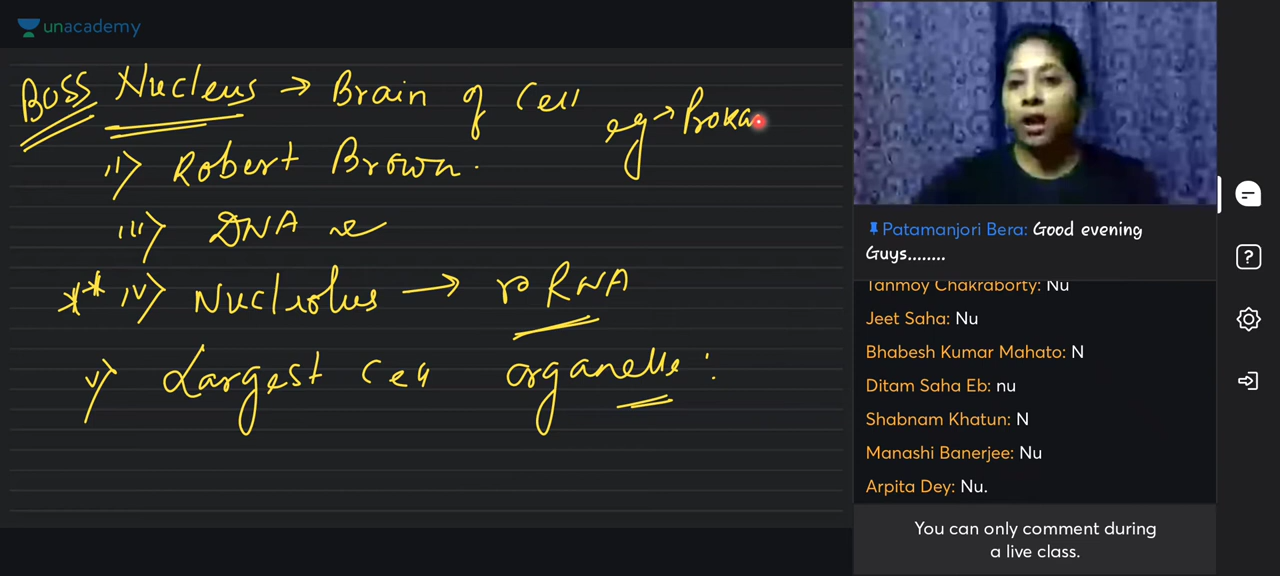 unacademy
BOSS Nucleus → Brain of Cell
eg → Proka
ii) Robert Brown.
iii) DNA
** iv) Nucleolus → rRNA
v) Largest Cell organelle:
Patamanjori Bera: Good evening
Guys........
Tanmoy Chakraborty: Nu
Jeet Saha: Nu
Bhabesh Kumar Mahato: N
Ditam Saha Eb: nu
Shabnam Khatun: N
Manashi Banerjee: Nu
Arpita Dey: Nu.
You can only comment during
a live class.